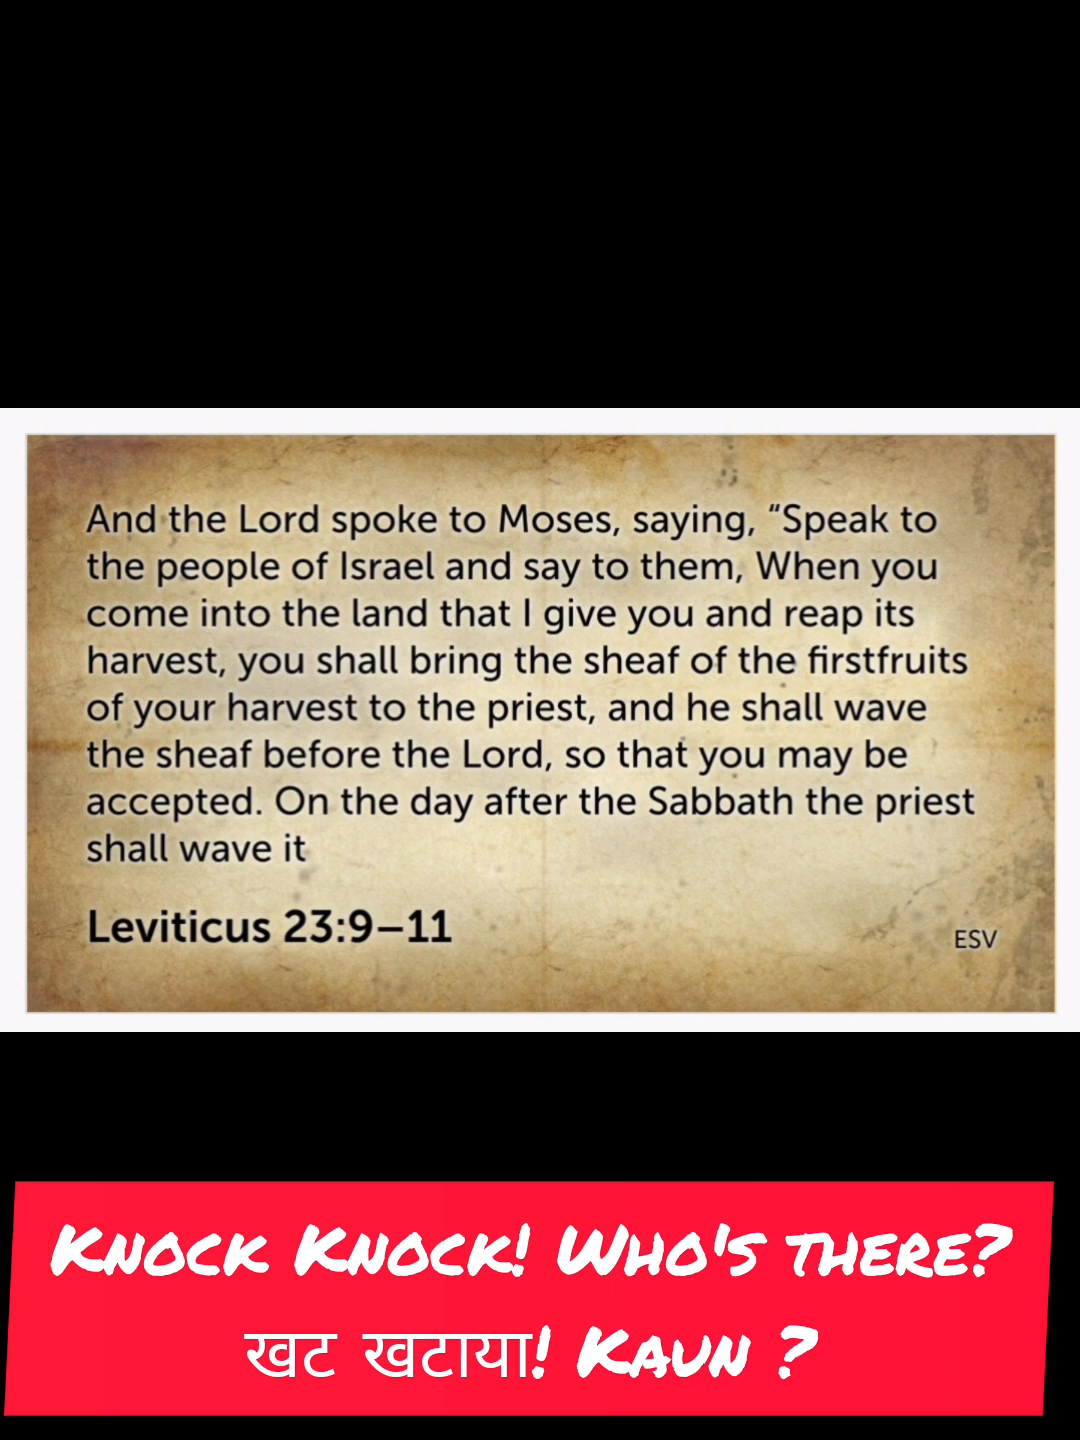 And the Lord spoke to Moses, saying, “Speak to
the people of Israel and say to them, When you
come into the land that I give you and reap its
harvest, you shall bring the sheaf of the firstfruits
of your harvest to the priest, and he shall wave
the sheaf before the Lord, so that you may be
accepted. On the day after the Sabbath the priest
shall wave it
Leviticus 23:9–11
ESV
Knock Knock! Who's there?
खट खटाया! Kaun ?